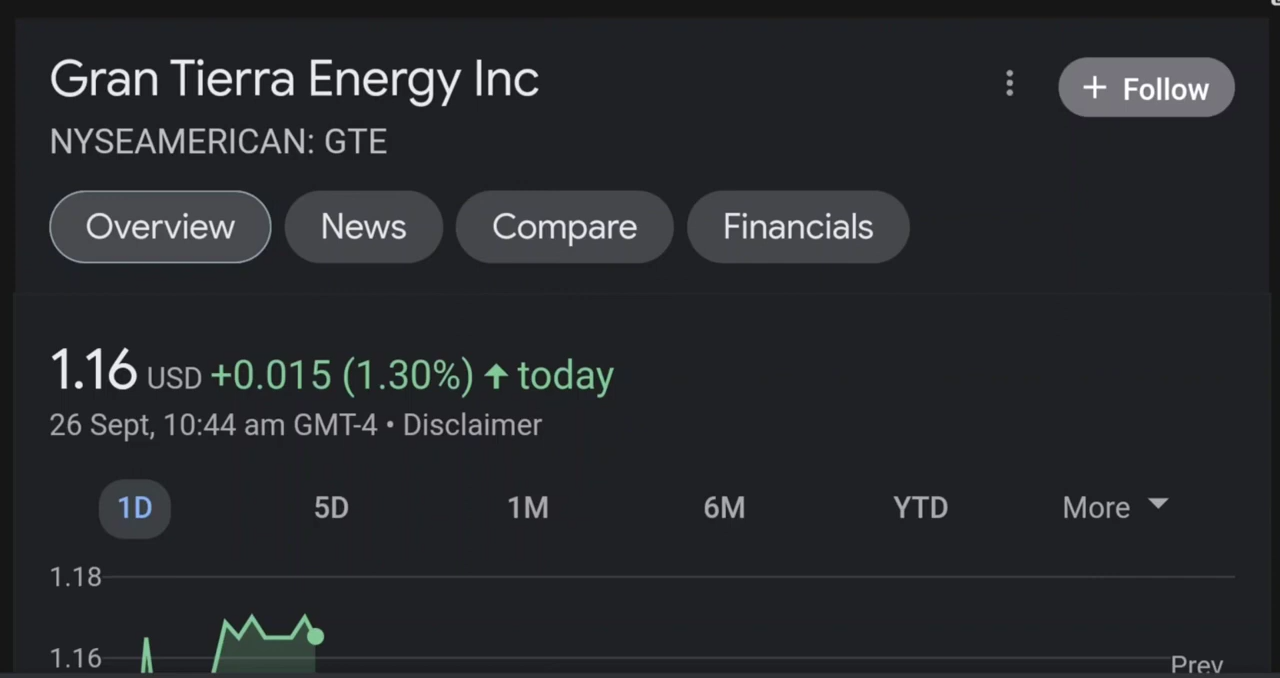 Gran Tierra Energy Inc
+ Follow
NYSEAMERICAN: GTE
Overview News Compare Financials
1.16 USD +0.015 (1.30%) ↑ today
26 Sept, 10:44 am GMT-4 • Disclaimer
1D 5D 1M 6M YTD More
1.18
1.16
Prev